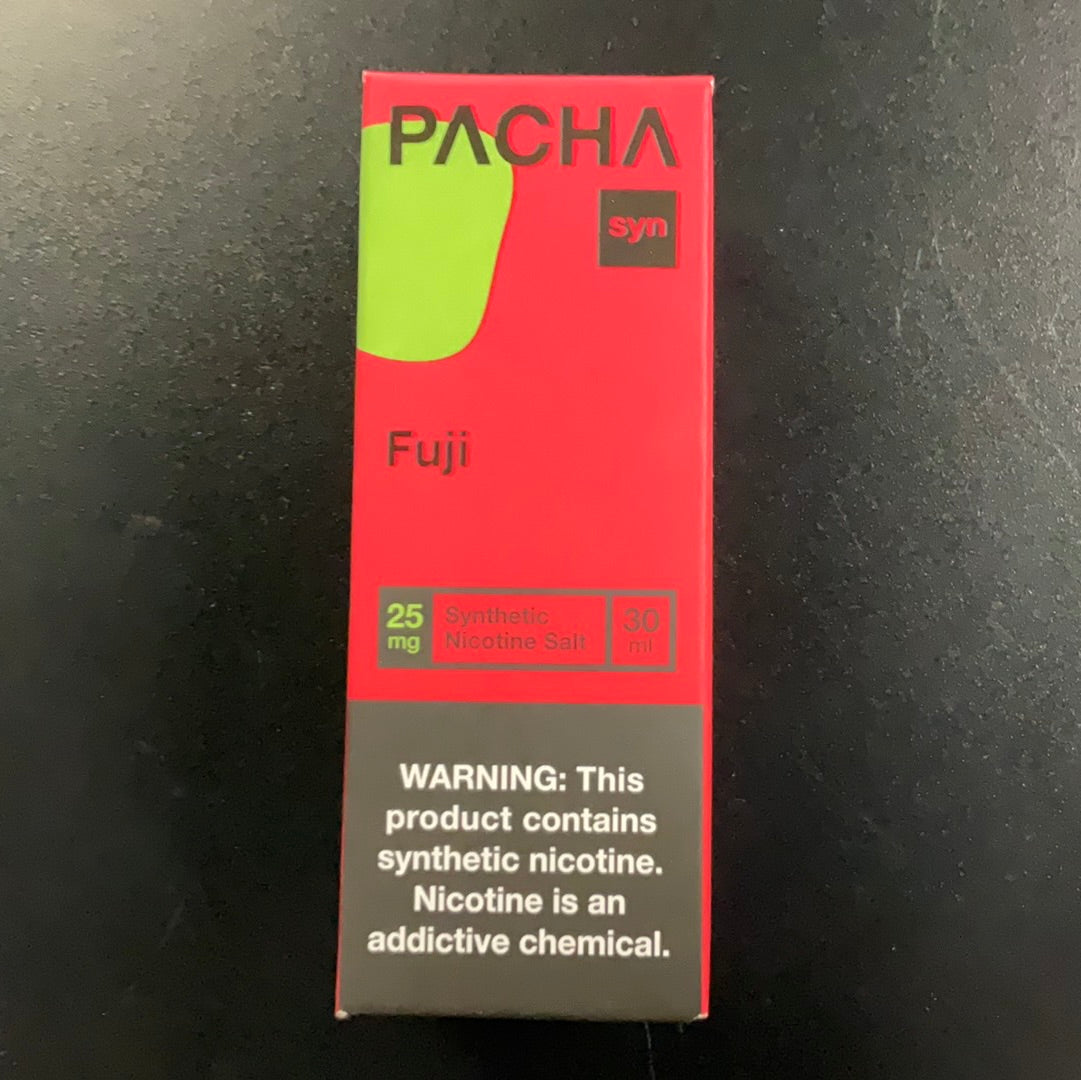 PACHA
syn
Fuji
25
mg
Synthetic
Nicotine Salt
30
ml
WARNING: This
product contains
synthetic nicotine.
Nicotine is an
addictive chemical.